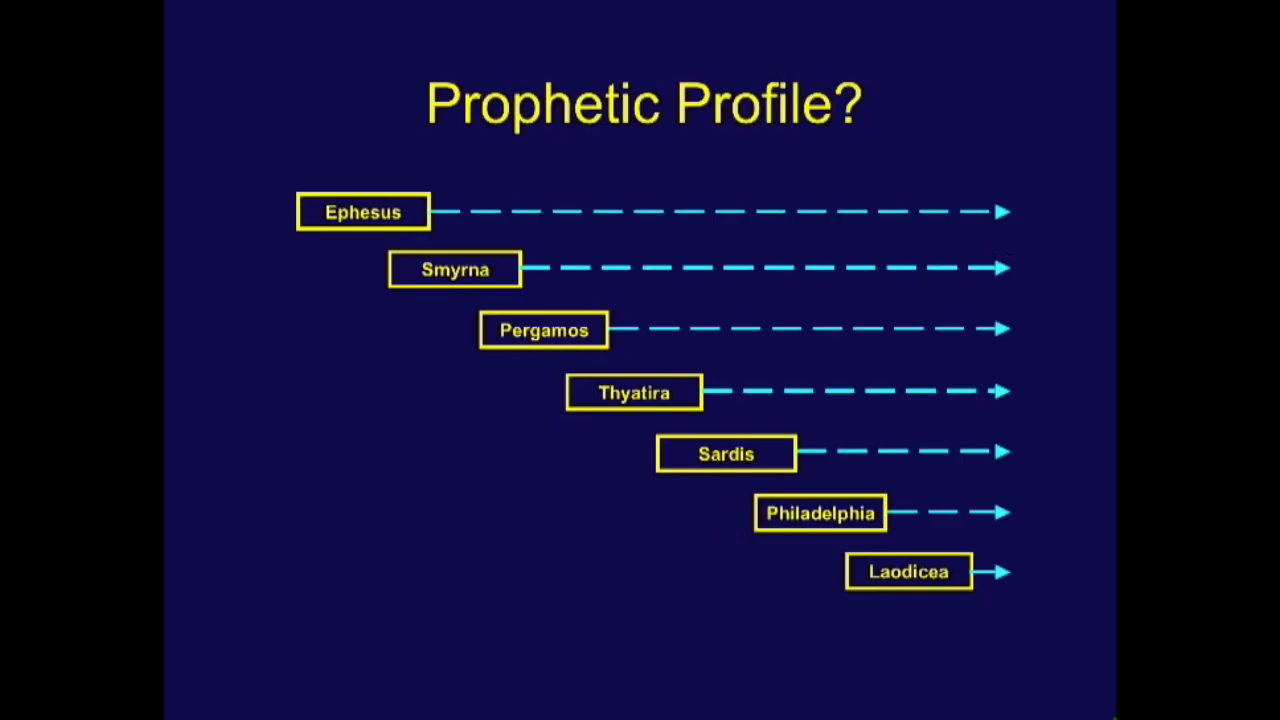 Prophetic Profile?
Ephesus
Smyrna
Pergamos
Thyatira
Sardis
Philadelphia
Laodicea